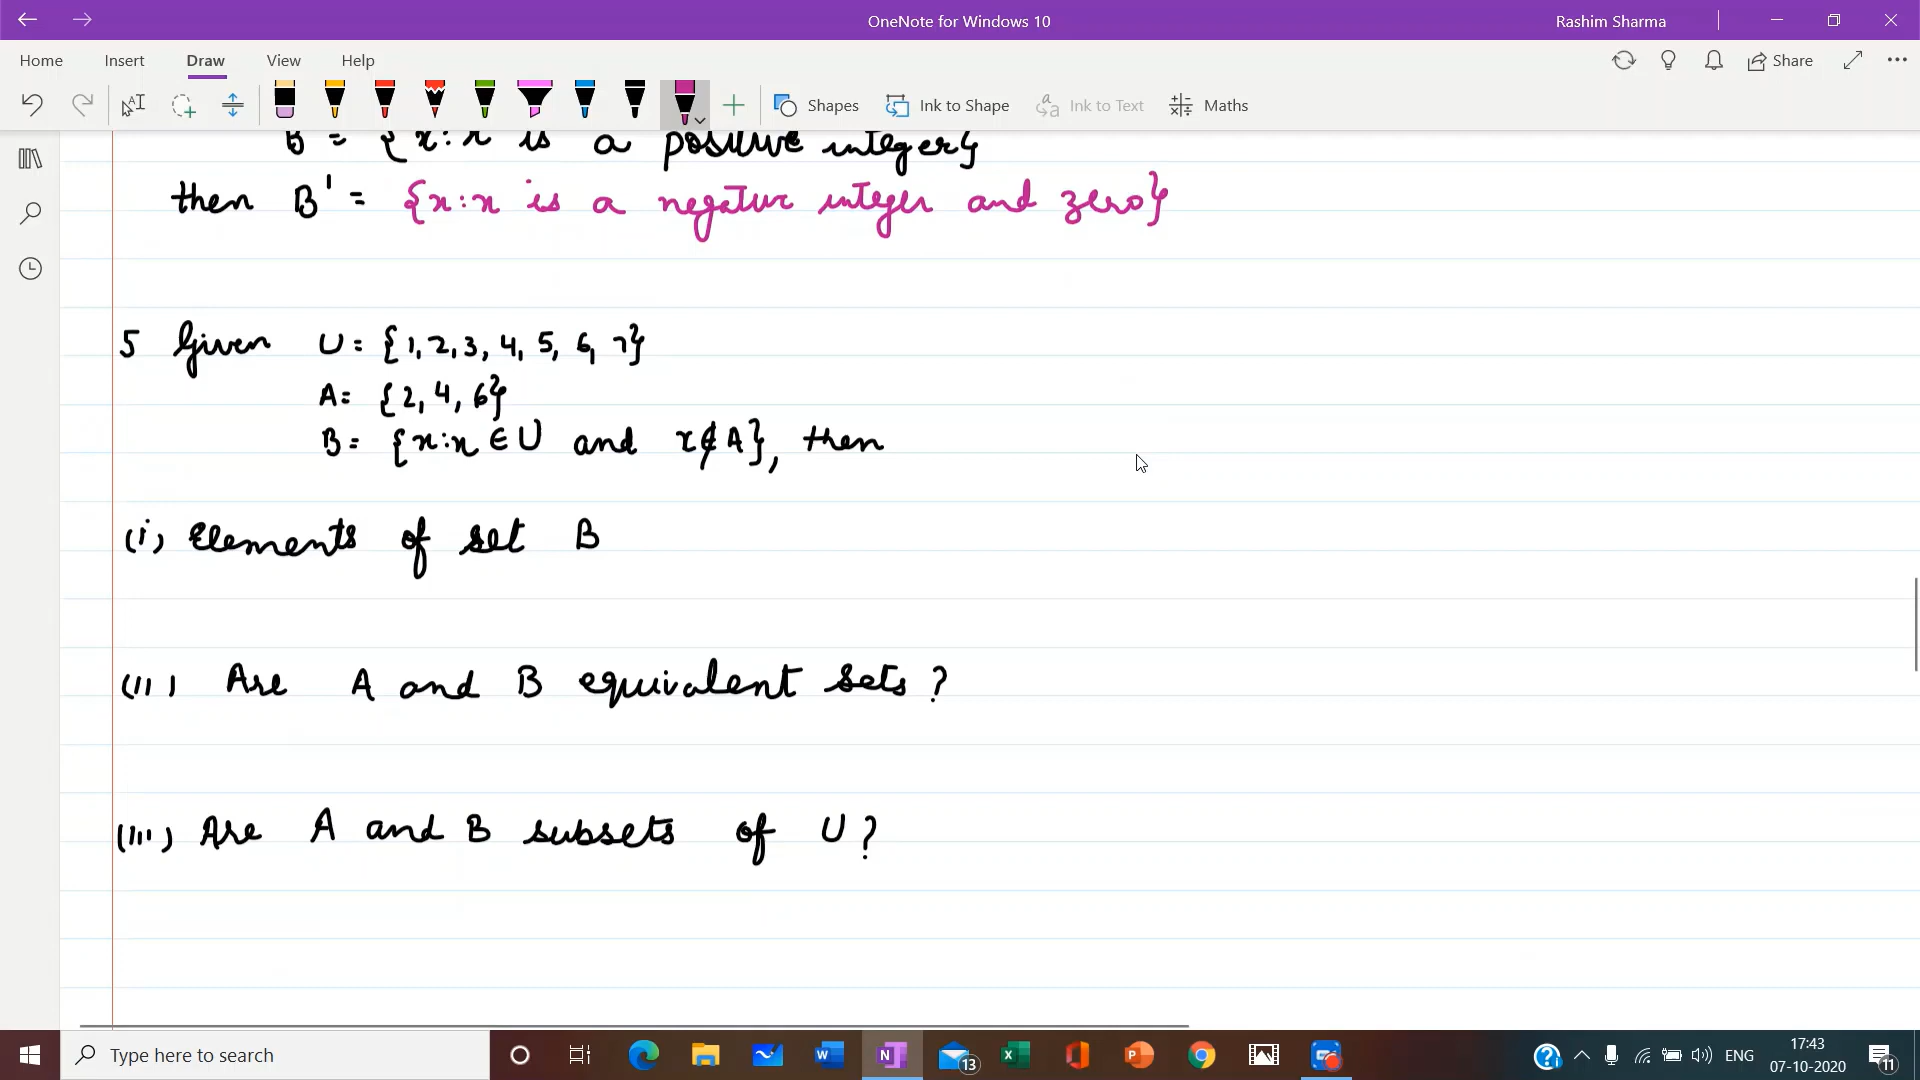 OneNote for Windows 10
Rashim Sharma
Home Insert Draw View Help
Share
Shapes Ink to Shape Ink to Text Maths
B = {x:x is a positive integer}
then B' = {x:x is a negative integer and zero}
5 Given U = {1,2,3,4,5,6,7}
A = {2,4,6}
B = {x:x ∈ U and x∉A}, then
(i) Elements of set B
(ii) Are A and B equivalent sets?
(iii) Are A and B subsets of U?
Type here to search
13
ENG
17:43
07-10-2020
11